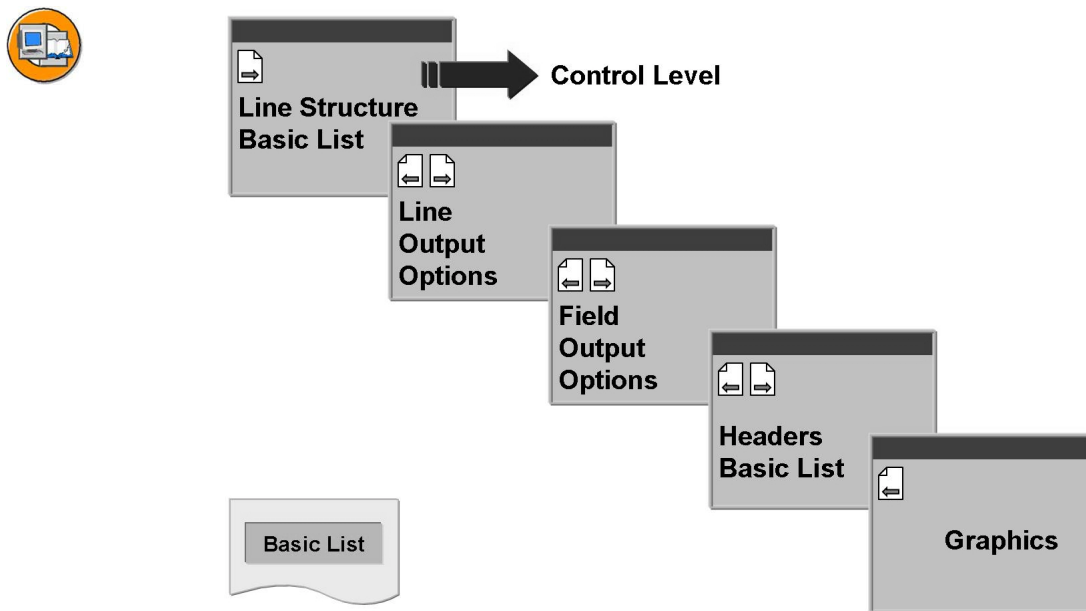 Control Level
Line Structure
Basic List
Line
Output
Options
Field
Output
Options
Headers
Basic List
Graphics
Basic List